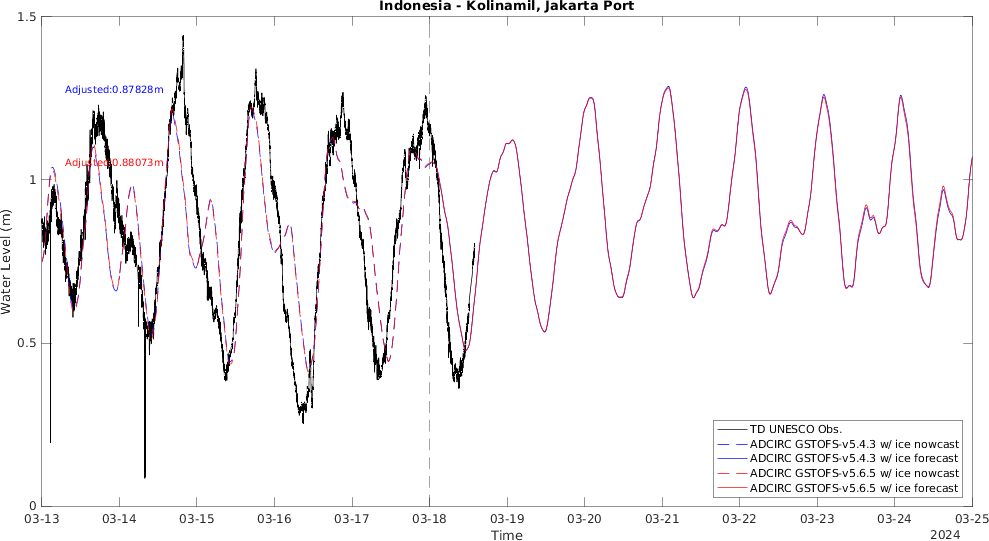 Indonesia - Kolinamil, Jakarta Port
1.5
Adjusted:0.87828m
Adjusted:0.88073m
1
Water Level (m)
0.5
TD UNESCO Obs.
ADCIRC GSTOFS-v5.4.3 w/ ice nowcast
ADCIRC GSTOFS-v5.4.3 w/ ice forecast
ADCIRC GSTOFS-v5.6.5 w/ ice nowcast
ADCIRC GSTOFS-v5.6.5 w/ ice forecast
0
03-13 03-14 03-15 03-16 03-17 03-18 03-19 03-20 03-21 03-22 03-23 03-24 03-25
Time
2024